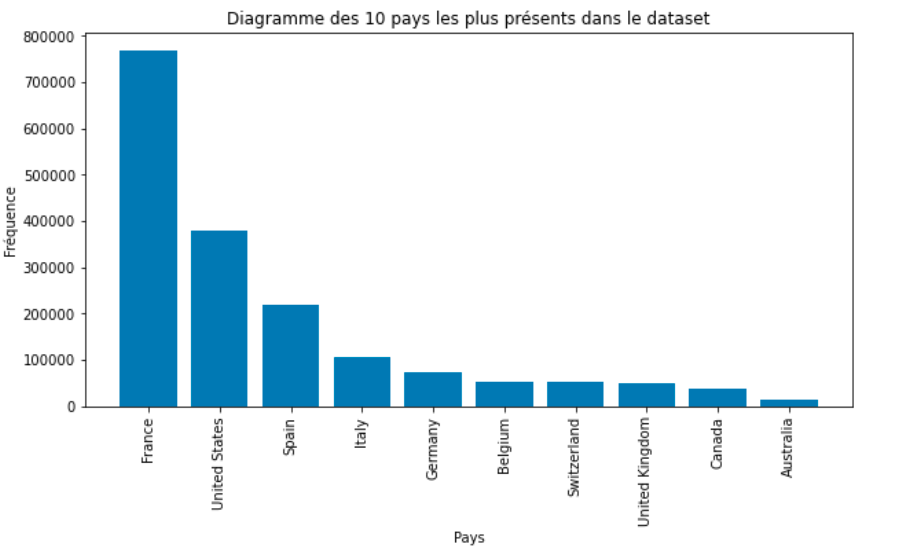 Diagramme des 10 pays les plus présents dans le dataset
Fréquence
800000
700000
600000
500000
400000
300000
200000
100000
0
France
United States
Spain
Italy
Germany
Belgium
Switzerland
United Kingdom
Canada
Australia
Pays